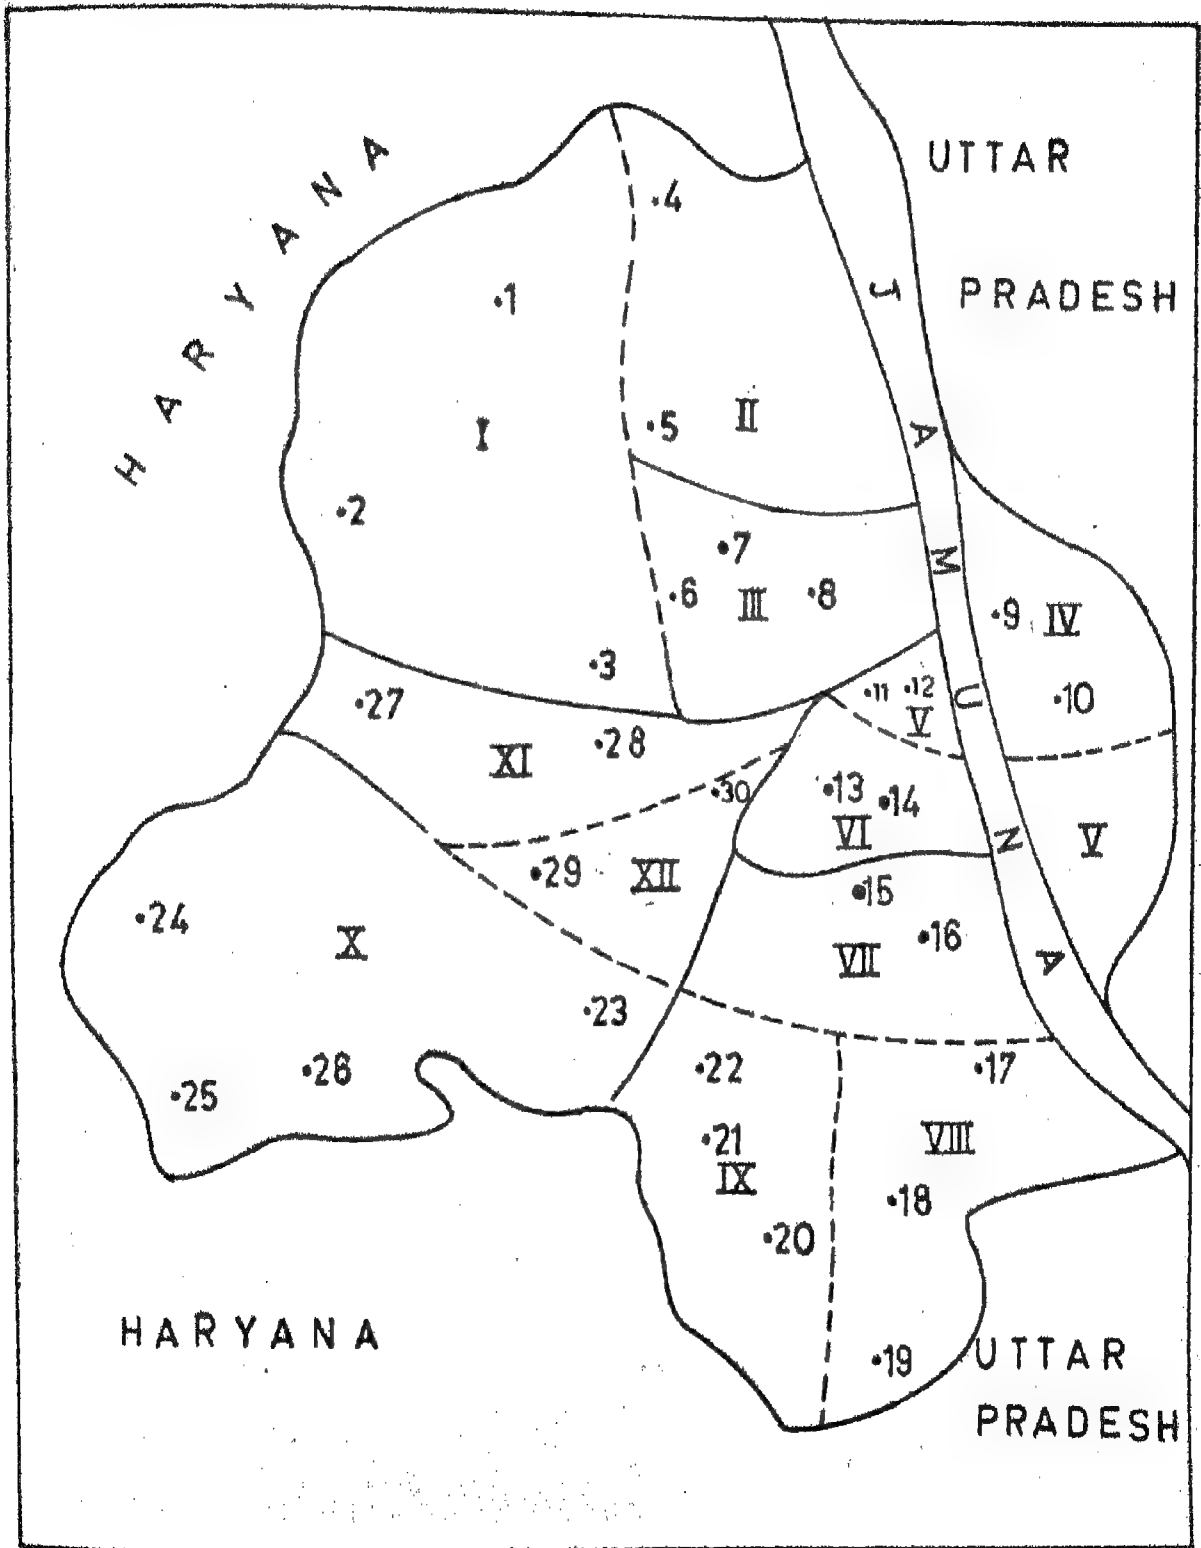 HARYANA
UTTAR
PRADESH
JAMUNA
.4
.1
II
.5
I
.2
.7
.6
III
.8
.9
IV
.3
.11
.12
V
.10
.27
XI
.28
.30
.13
.14
VI
V
.29
XII
.15
.16
VII
.24
X
.23
.22
.17
.25
.26
.21
IX
VIII
.18
.20
HARYANA
.19
UTTAR
PRADESH